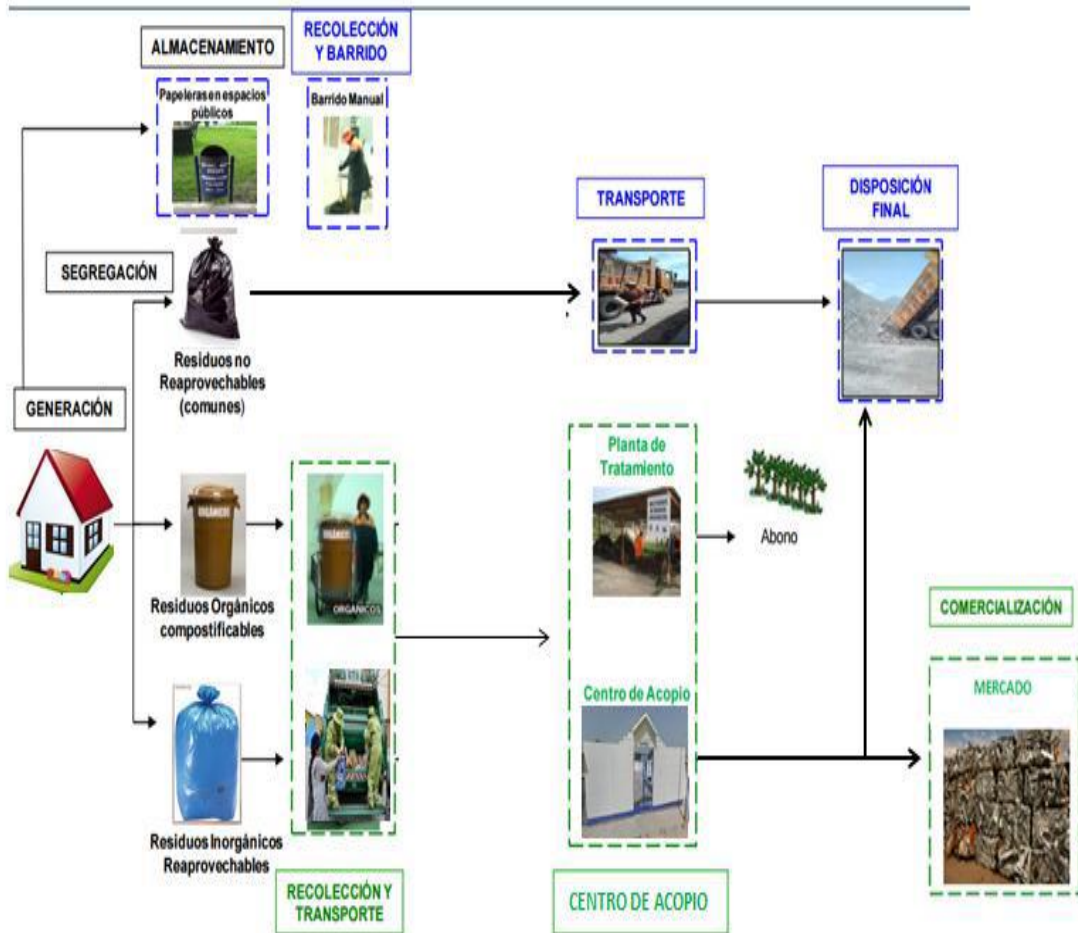 ALMACENAMIENTO
RECOLECCIÓN
Y BARRIDO
Papeleras en espacios
públicos
Barrido Manual
TRANSPORTE
DISPOSICIÓN
FINAL
SEGREGACIÓN
Residuos no
Reaprovechables
(comunes)
GENERACIÓN
Planta de
Tratamiento
Abono
ORGÁNICO
ORGÁNICOS
Residuos Orgánicos
compostificables
COMERCIALIZACIÓN
MERCADO
Centro de Acopio
Residuos Inorgánicos
Reaprovechables
RECOLECCIÓN Y
TRANSPORTE
CENTRO DE ACOPIO